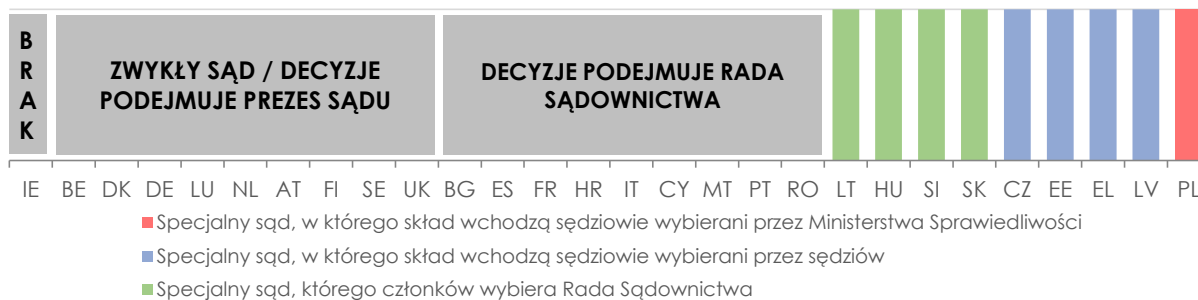 B
R
A
K
ZWYKŁY SĄD / DECYZJE
PODEJMUJE PREZES SĄDU
DECYZJE PODEJMUJE RADA
SĄDOWNICTWA
IE BE DK DE LU NL AT FI SE UK BG ES FR HR IT CY MT PT RO LT HU SI SK CZ EE EL LV PL
Specjalny sąd, w którego skład wchodzą sędziowie wybierani przez Ministerstwa Sprawiedliwości
Specjalny sąd, w którego skład wchodzą sędziowie wybierani przez sędziów
Specjalny sąd, którego członków wybiera Rada Sądownictwa